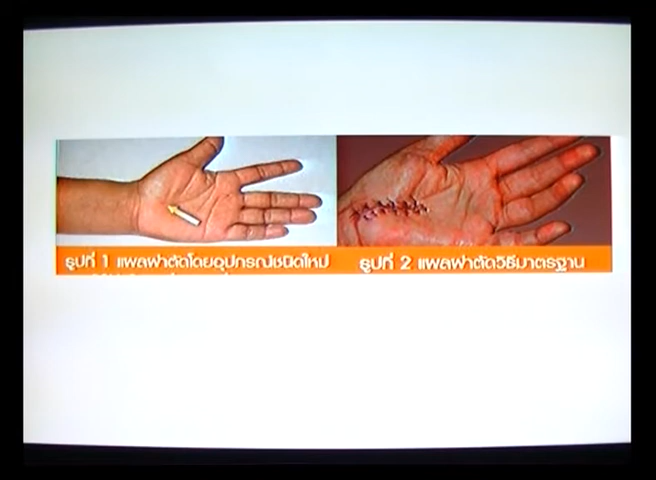 รูปที่ 1 แผลผ่าตัดโดยอุปกรณ์ชนิดใหม่
รูปที่ 2 แผลผ่าตัดวิธีมาตรฐาน